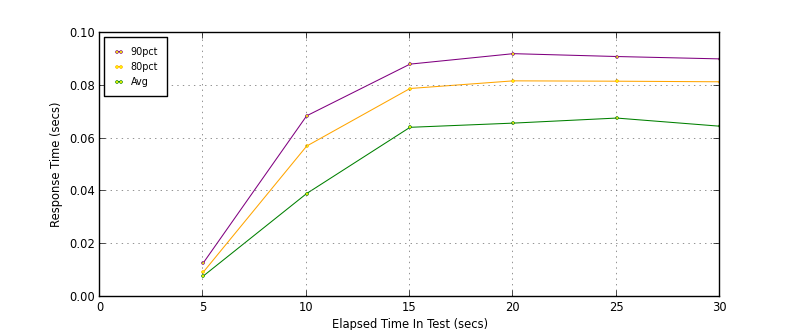 0.10
0.08
0.06
0.04
0.02
0.00
Response Time (secs)
90pct
80pct
Avg
0 5 10 15 20 25 30
Elapsed Time In Test (secs)